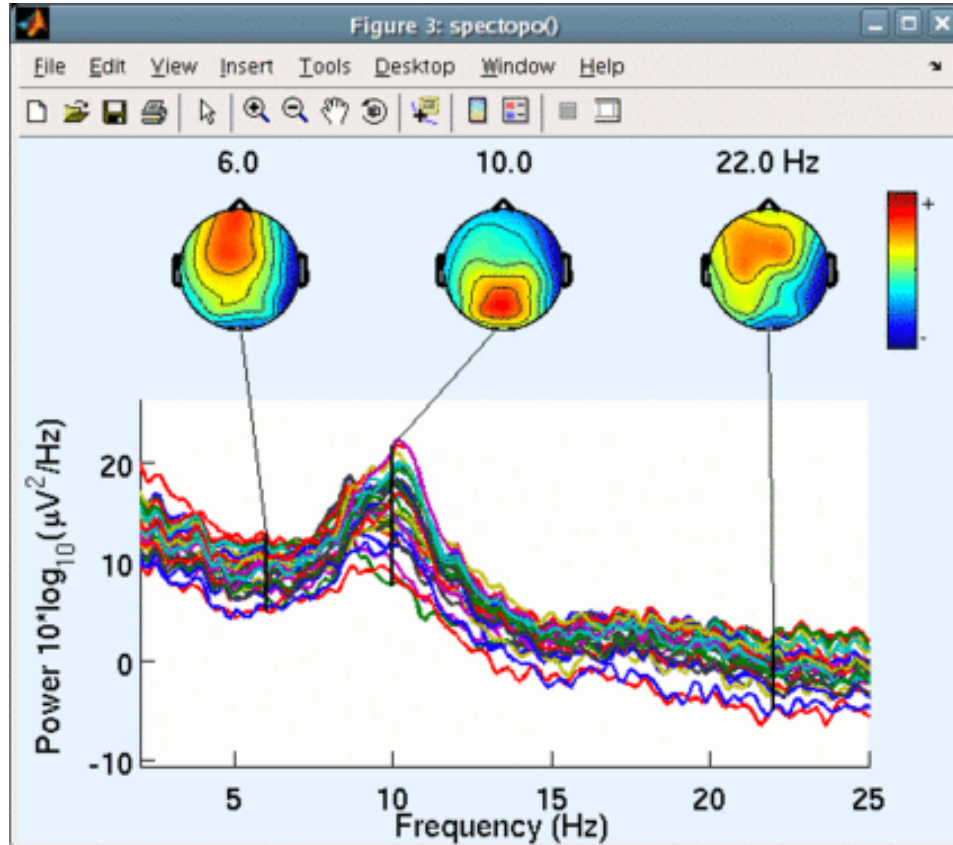 Figure 3: spectopo()
File Edit View Insert Tools Desktop Window Help
6.0 10.0 22.0 Hz
+
-
Power 10*log₁₀(μV²/Hz)
20
10
0
-10
5 10 15 20 25
Frequency (Hz)